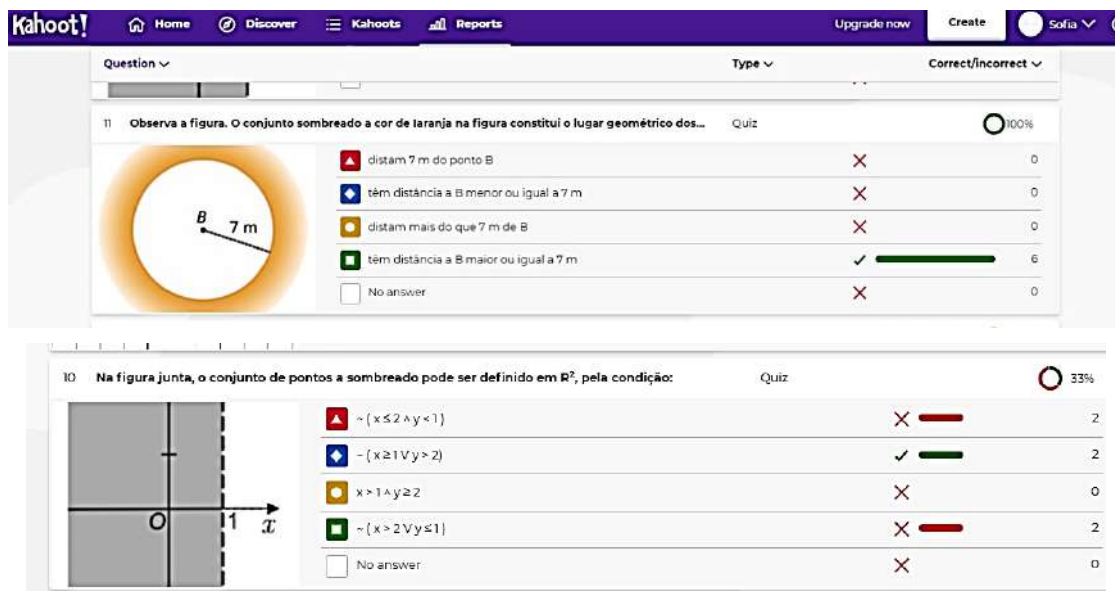 Kahoot! Home Discover Kahoots Reports Upgrade now Create Sofia
Question Type Correct/incorrect
11 Observa a figura. O conjunto sombreado a cor de laranja na figura constitui o lugar geométrico dos... Quiz 100%
distam 7 m do ponto B 0
têm distância a B menor ou igual a 7 m 0
distam mais do que 7 m de B 0
têm distância a B maior ou igual a 7 m 6
No answer 0
B 7 m
10 Na figura junta, o conjunto de pontos a sombreado pode ser definido em R², pela condição: Quiz 33%
~ ( x ≤ 2 ∧ y < 1 ) 2
~ (x ≥ 1 V y > 2) 2
x > 1 ∧ y ≥ 2 0
~ ( x > 2 V y ≤ 1 ) 2
No answer 0
O 1 x